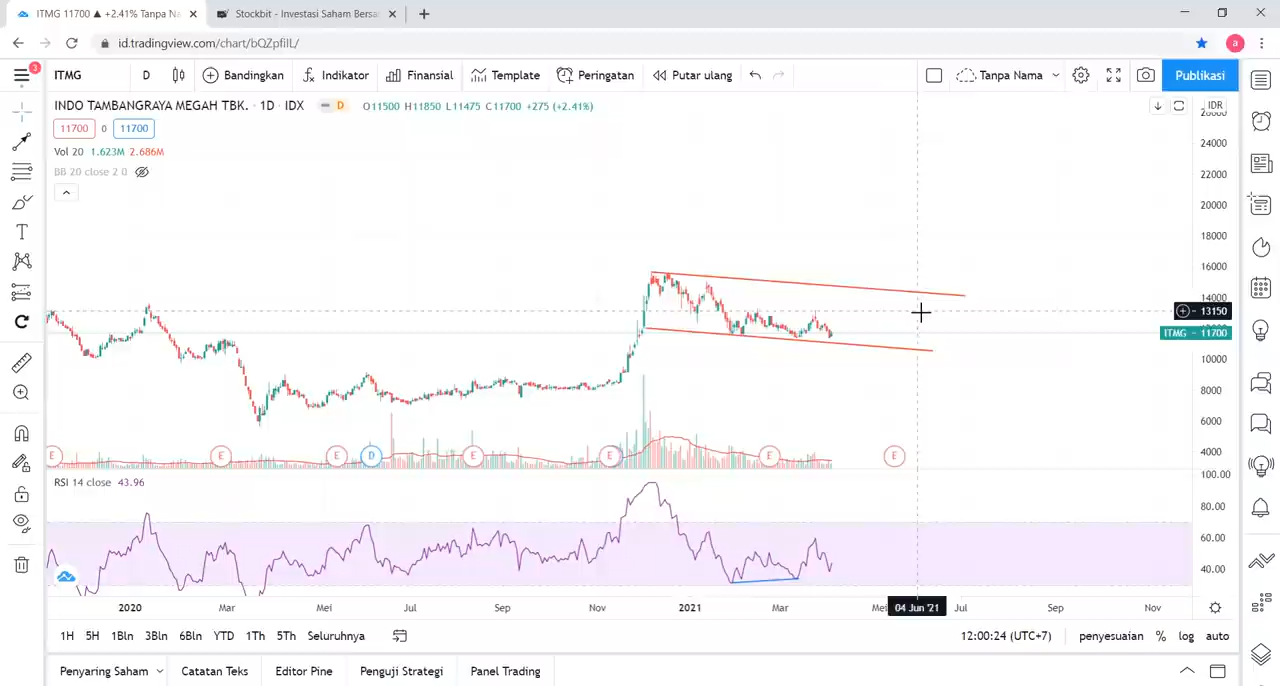 ITMG 11700 ▲ +2.41% Tanpa Na
Stockbit - Investasi Saham Bersa
id.tradingview.com/chart/bQZpfilL/
a
3
ITMG D Bandingkan Indikator Finansial Template Peringatan Putar ulang Tanpa Nama Publikasi
INDO TAMBANGRAYA MEGAH TBK. · 1D · IDX D O11500 H11850 L11475 C11700 +275 (+2.41%)
IDR
11700 0 11700
Vol 20 1.623M 2.686M
BB 20 close 2 0
24000
22000
20000
18000
16000
14000
13150
ITMG 11700
10000
8000
6000
4000
E E E D E E E E
100.00
RSI 14 close 43.96
80.00
60.00
40.00
2020 Mar Mei Jul Sep Nov 2021 Mar Mei 04 Jun '21 Jul Sep Nov
1H 5H 1Bln 3Bln 6Bln YTD 1Th 5Th Seluruhnya 12:00:24 (UTC+7) penyesuaian % log auto
Penyaring Saham Catatan Teks Editor Pine Penguji Strategi Panel Trading